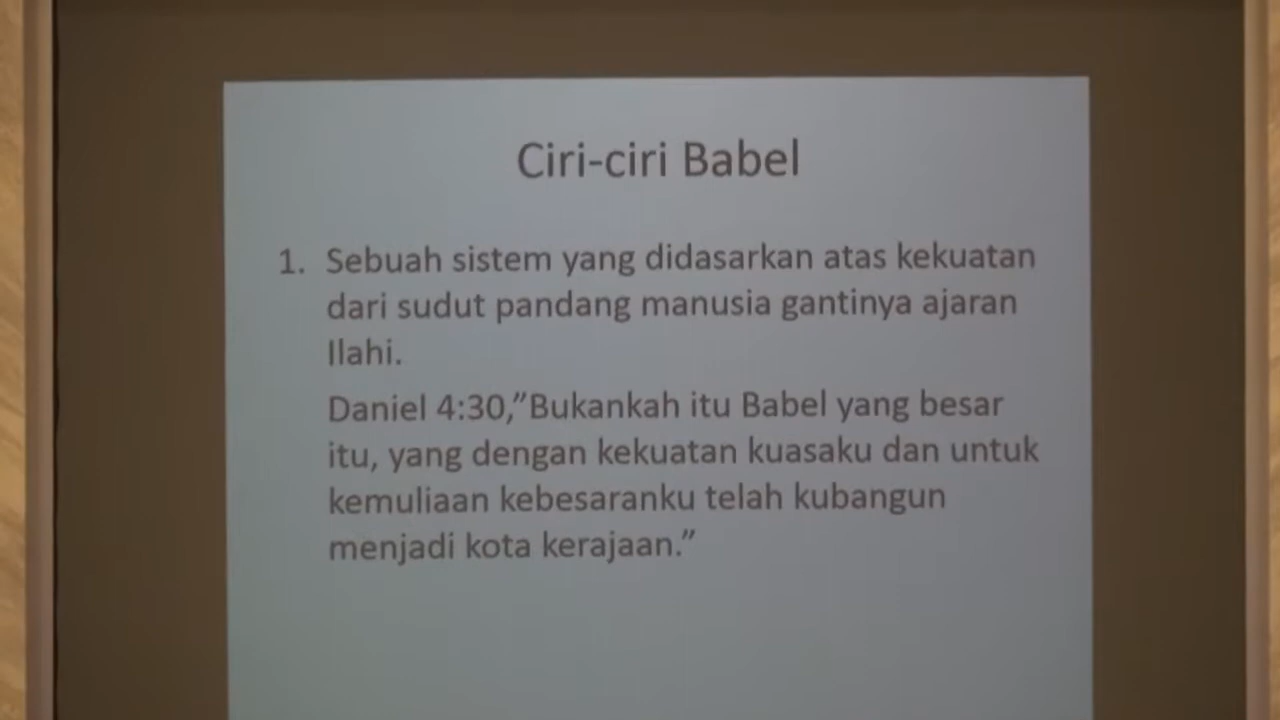 Ciri-ciri Babel
1. Sebuah sistem yang didasarkan atas kekuatan
dari sudut pandang manusia gantinya ajaran
Ilahi.
Daniel 4:30,”Bukankah itu Babel yang besar
itu, yang dengan kekuatan kuasaku dan untuk
kemuliaan kebesaranku telah kubangun
menjadi kota kerajaan.”